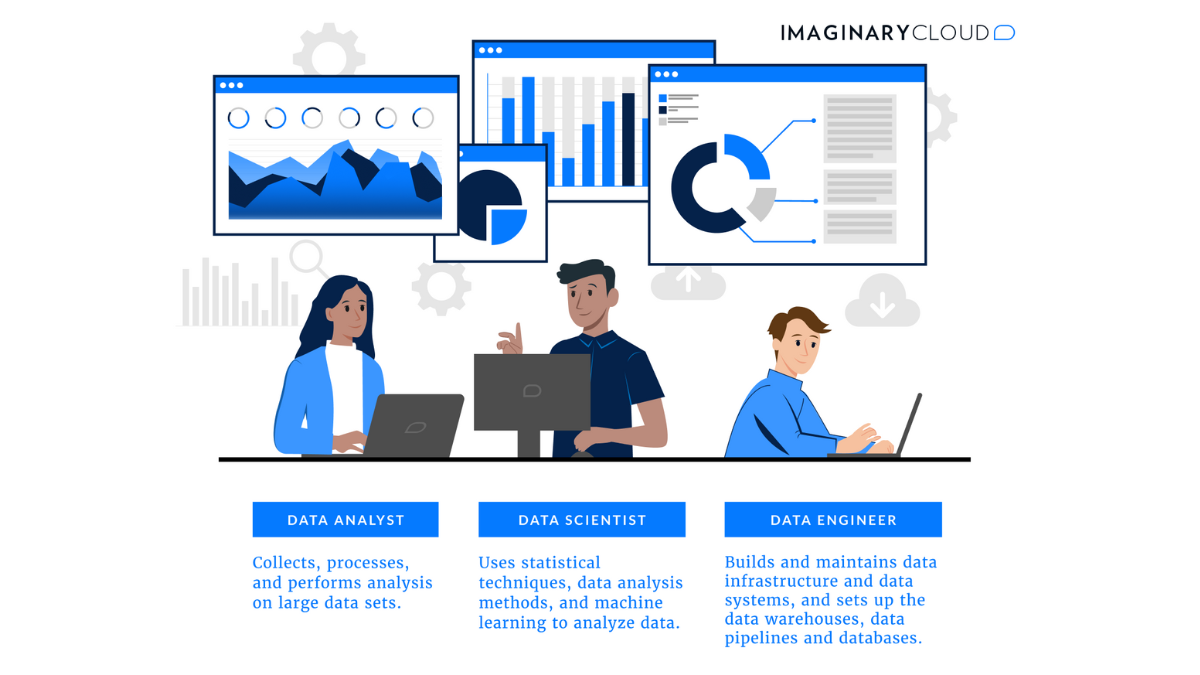 IMAGINARYCLOUD
DATA ANALYST
Collects, processes,
and performs analysis
on large data sets.
DATA SCIENTIST
Uses statistical
techniques, data analysis
methods, and machine
learning to analyze data.
DATA ENGINEER
Builds and maintains data
infrastructure and data
systems, and sets up the
data warehouses, data
pipelines and databases.